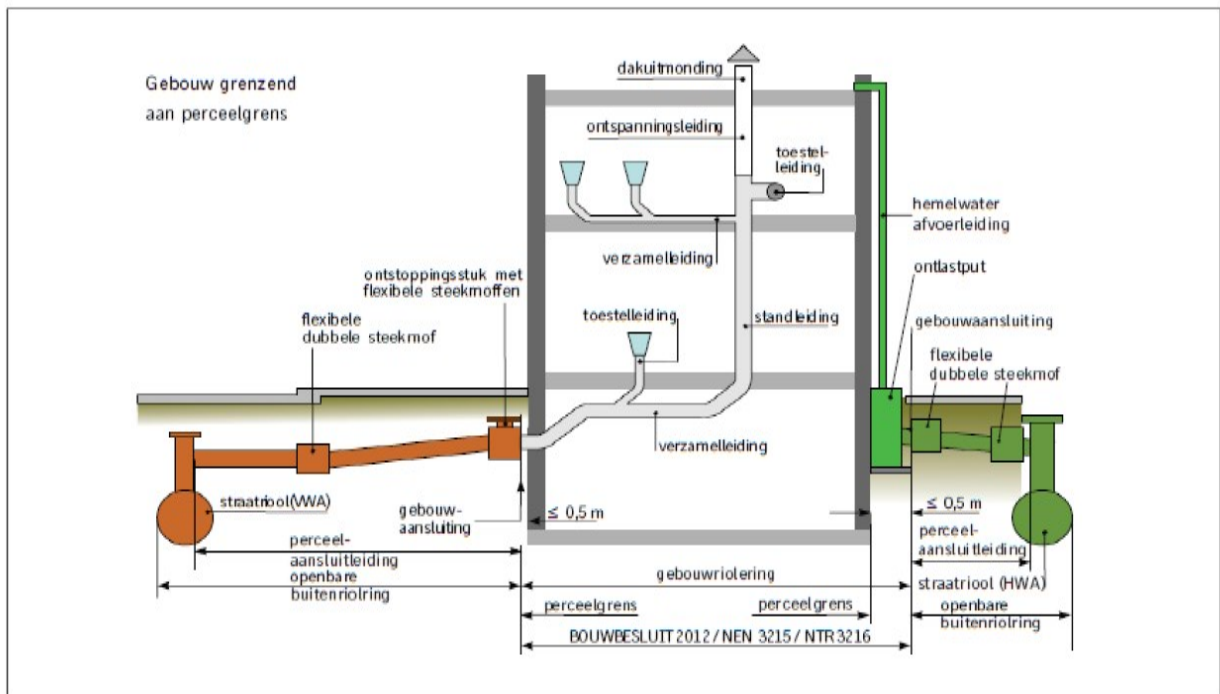 Gebouw grenzend
aan perceelgrens
dakuitmonding
ontspanningsleiding
toestel-
leiding
hemelwater
afvoerleiding
verzamelleiding
ontlastput
ontstoppingsstuk met
flexibele steekmoffen
toestelleiding
standleiding
gebouwaansluiting
flexibele
dubbele steekmof
flexibele
dubbele steekmof
verzamelleiding
straatriool(VWA)
gebouw-
aansluiting
≤ 0,5 m
≤ 0,5 m
perceel-
aansluitleiding
perceel-
aansluitleiding
openbare
buitenriolring
gebouwriolering
straatriool (HWA)
perceelgrens
perceelgrens
openbare
buitenriolring
BOUWBESLUIT 2012 / NEN 3215 / NTR 3216